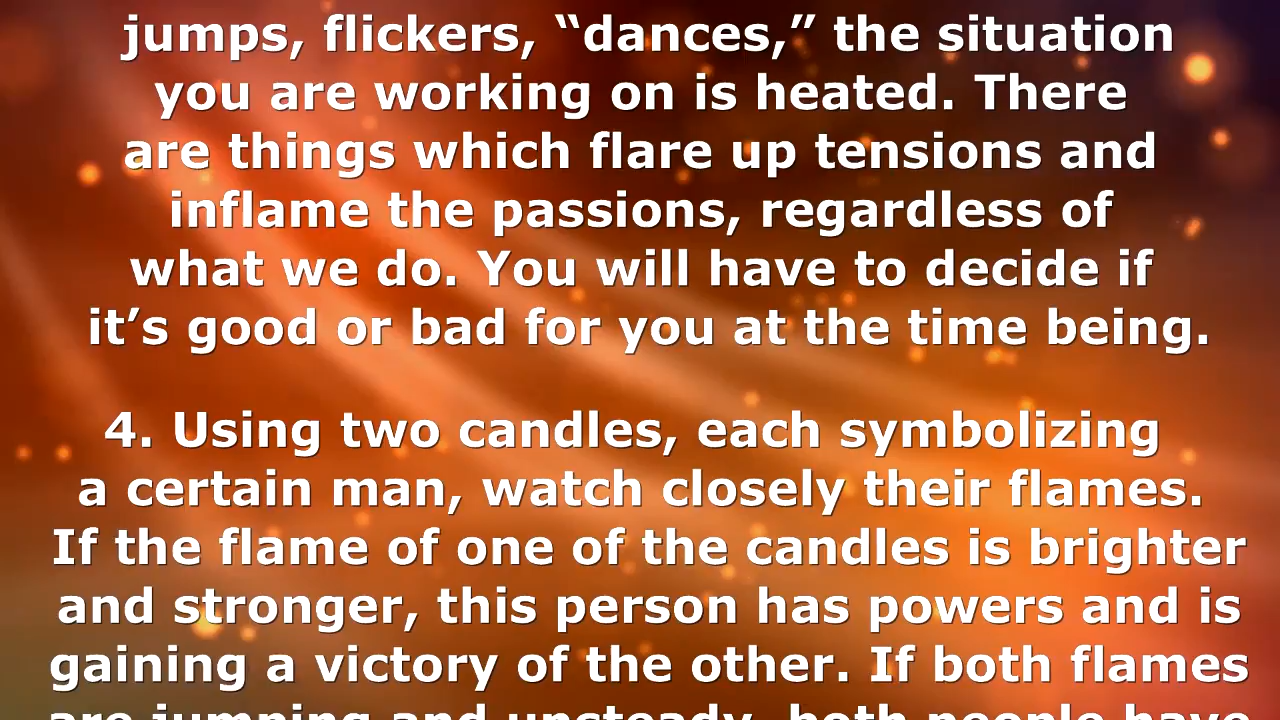 jumps, flickers, “dances,” the situation
you are working on is heated. There
are things which flare up tensions and
inflame the passions, regardless of
what we do. You will have to decide if
it’s good or bad for you at the time being.
4. Using two candles, each symbolizing
a certain man, watch closely their flames.
If the flame of one of the candles is brighter
and stronger, this person has powers and is
gaining a victory of the other. If both flames
are jumping and unsteady, both people have